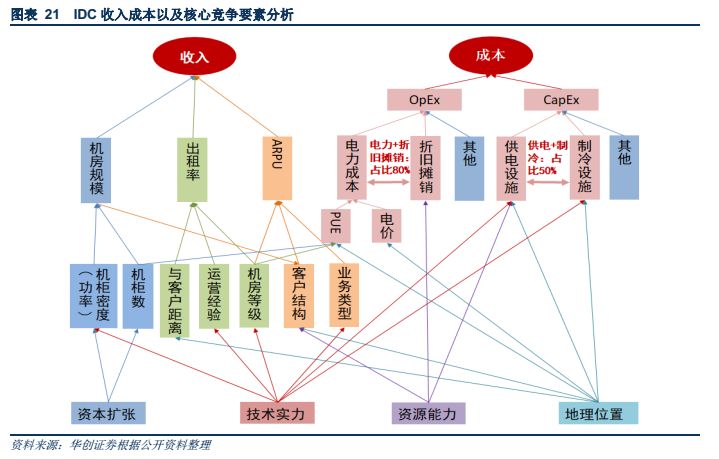 图表 21 IDC 收入成本以及核心竞争要素分析
收入
成本
OpEx
CapEx
机房规模
出租率
ARPU
电力成本
电力+折
旧摊销:
占比80%
折旧摊销
其他
供电设施
供电+制
冷:占
比50%
制冷设施
其他
PUE
电价
机柜密度
（功率）
机柜数
与客户距离
运营经验
机房等级
客户结构
业务类型
资本扩张
技术实力
资源能力
地理位置
资料来源：华创证券根据公开资料整理